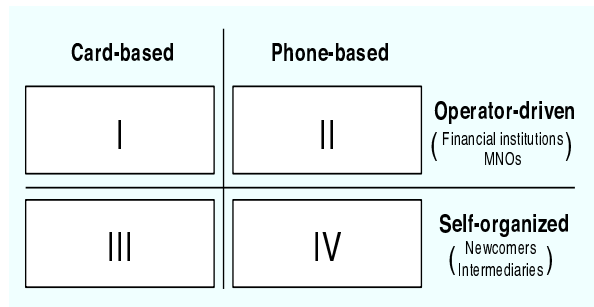 Card-based
Phone-based
I
II
Operator-driven
(Financial institutions
MNOs)
III
IV
Self-organized
(Newcomers
Intermediaries)